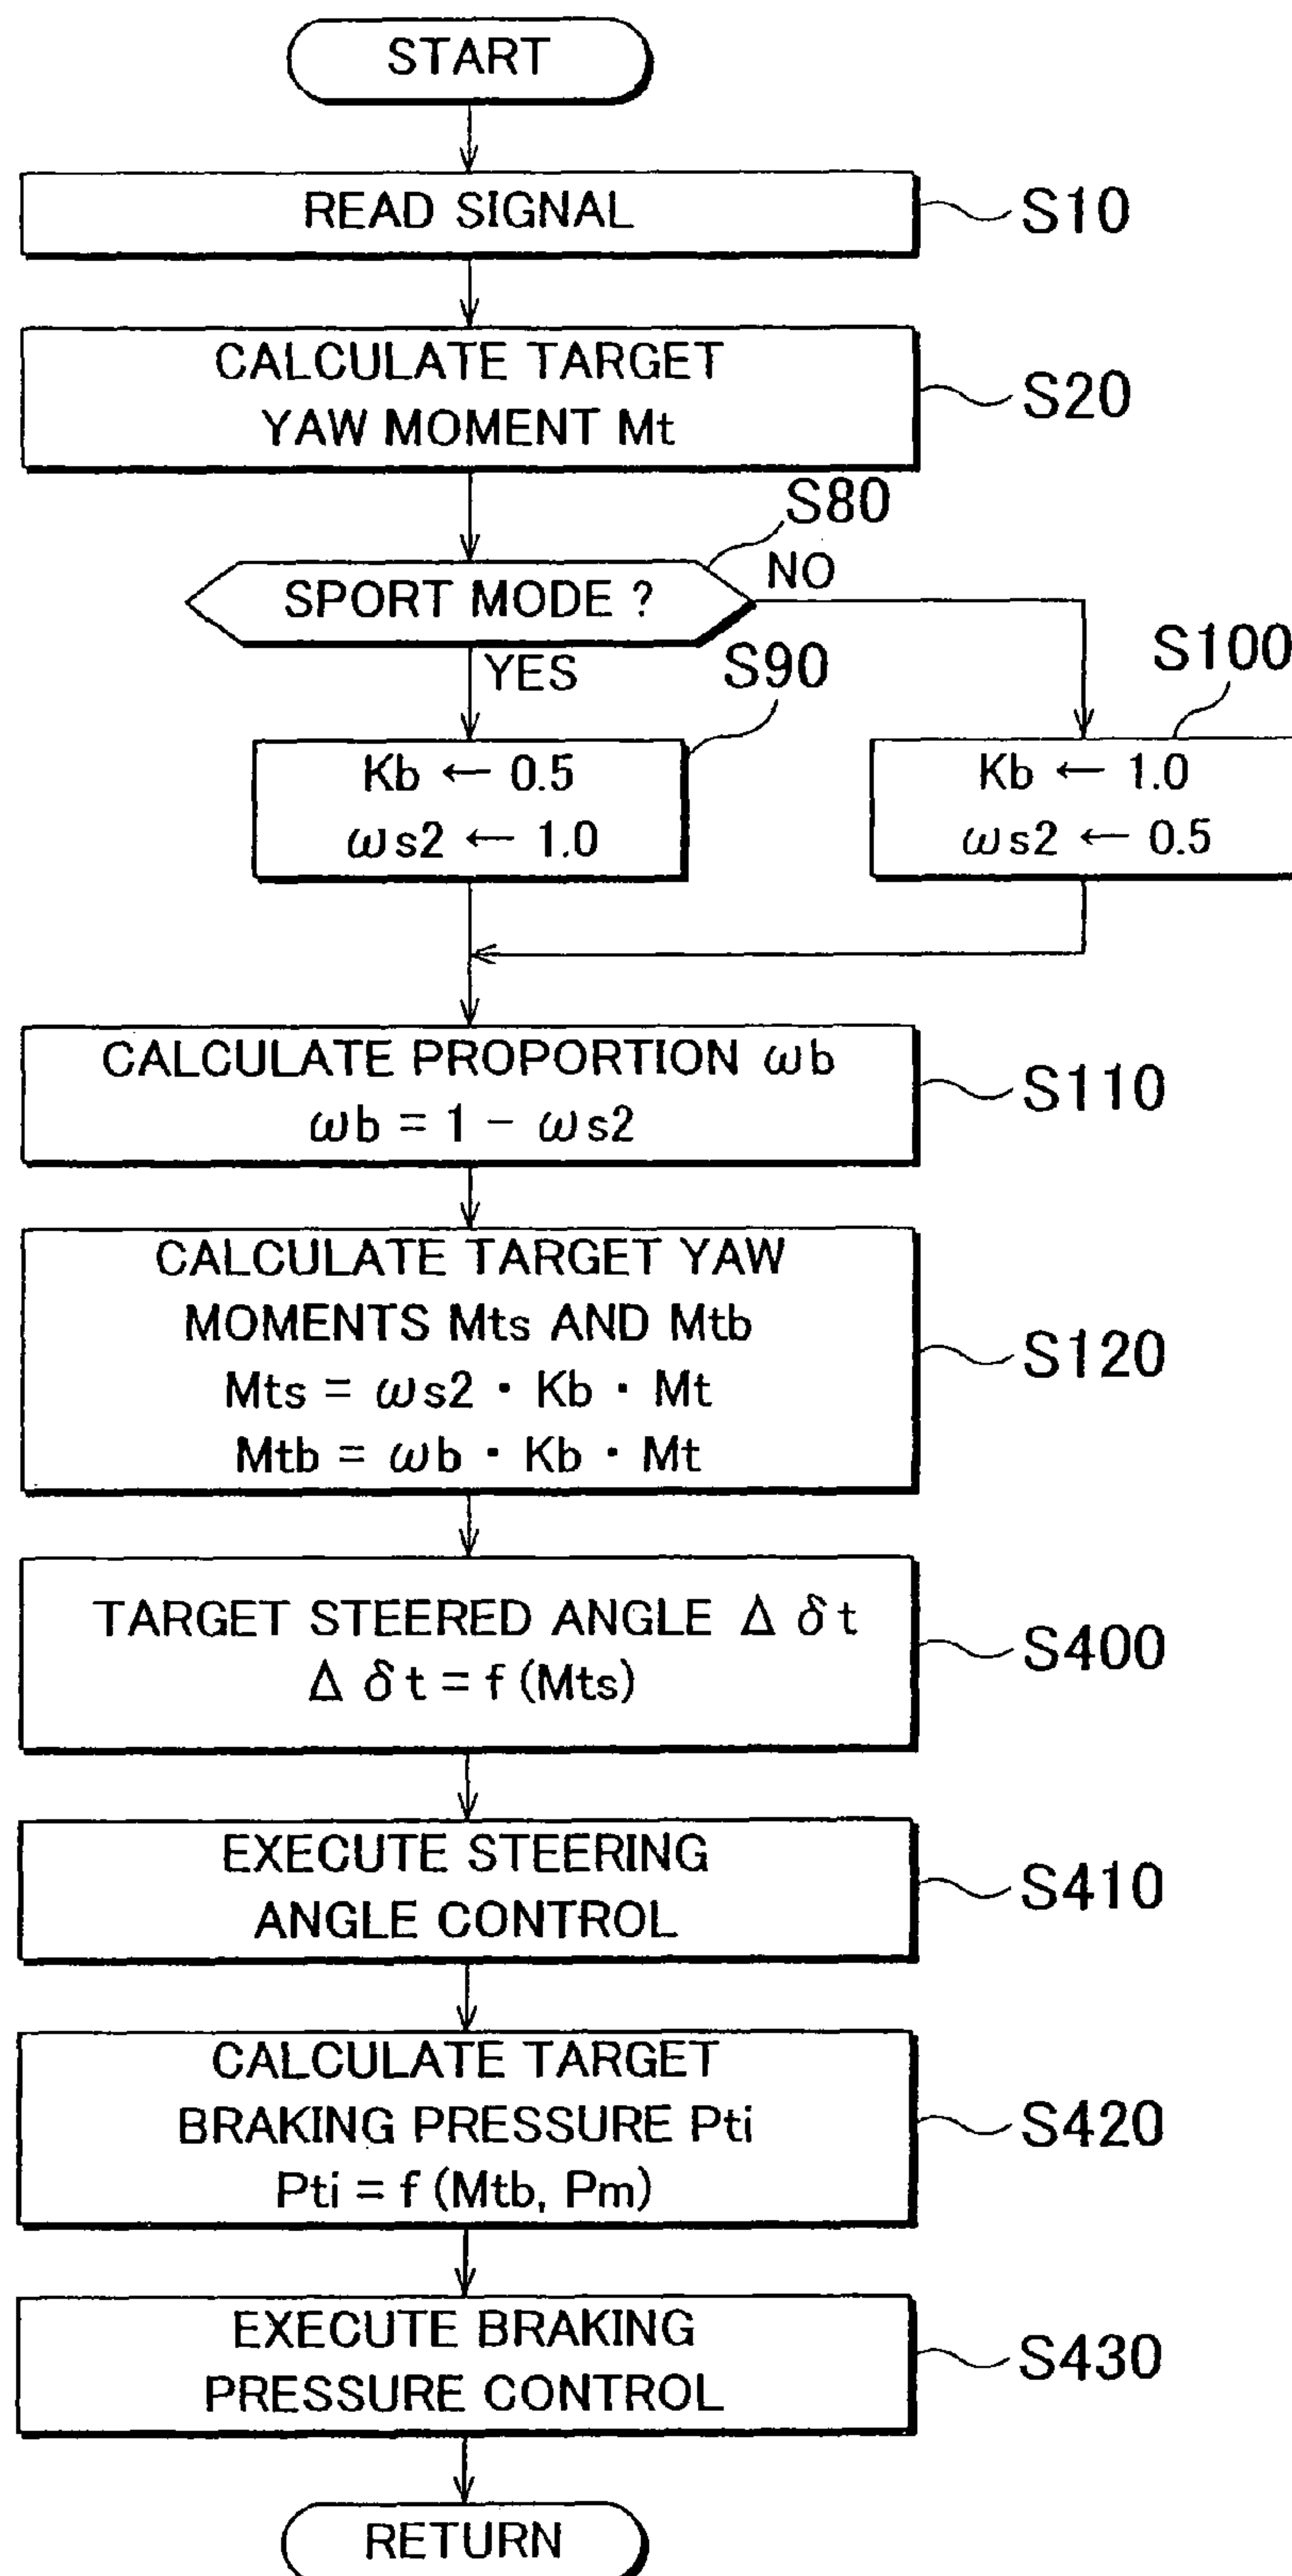 START
READ SIGNAL
S10
CALCULATE TARGET
YAW MOMENT Mt
S20
S80
SPORT MODE ?
NO
YES
S90
S100
Kb ← 0.5
ωs2 ← 1.0
Kb ← 1.0
ωs2 ← 0.5
CALCULATE PROPORTION ωb
ωb = 1 - ωs2
S110
CALCULATE TARGET YAW
MOMENTS Mts AND Mtb
Mts = ωs2 · Kb · Mt
Mtb = ωb · Kb · Mt
S120
TARGET STEERED ANGLE Δ δt
Δ δt = f (Mts)
S400
EXECUTE STEERING
ANGLE CONTROL
S410
CALCULATE TARGET
BRAKING PRESSURE Pti
Pti = f (Mtb, Pm)
S420
EXECUTE BRAKING
PRESSURE CONTROL
S430
RETURN